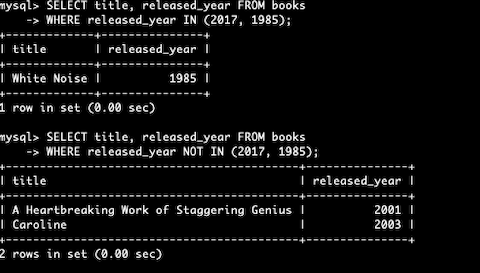 mysql> SELECT title, released_year FROM books
    -> WHERE released_year IN (2017, 1985);
+-------------+---------------+
| title       | released_year |
+-------------+---------------+
| White Noise |          1985 |
+-------------+---------------+
1 row in set (0.00 sec)

mysql> SELECT title, released_year FROM books
    -> WHERE released_year NOT IN (2017, 1985);
+------------------------------------------+---------------+
| title                                    | released_year |
+------------------------------------------+---------------+
| A Heartbreaking Work of Staggering Genius |          2001 |
| Caroline                                 |          2003 |
+------------------------------------------+---------------+
2 rows in set (0.00 sec)